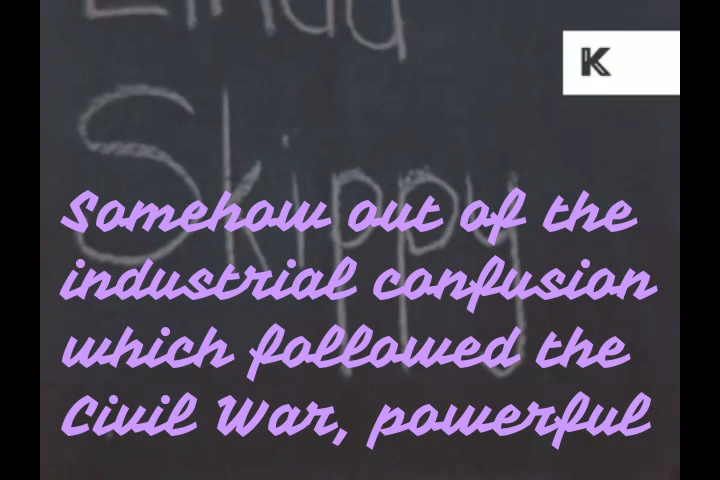 Linda
K
Skippy
Somehow out of the
industrial confusion
which followed the
Civil War, powerful